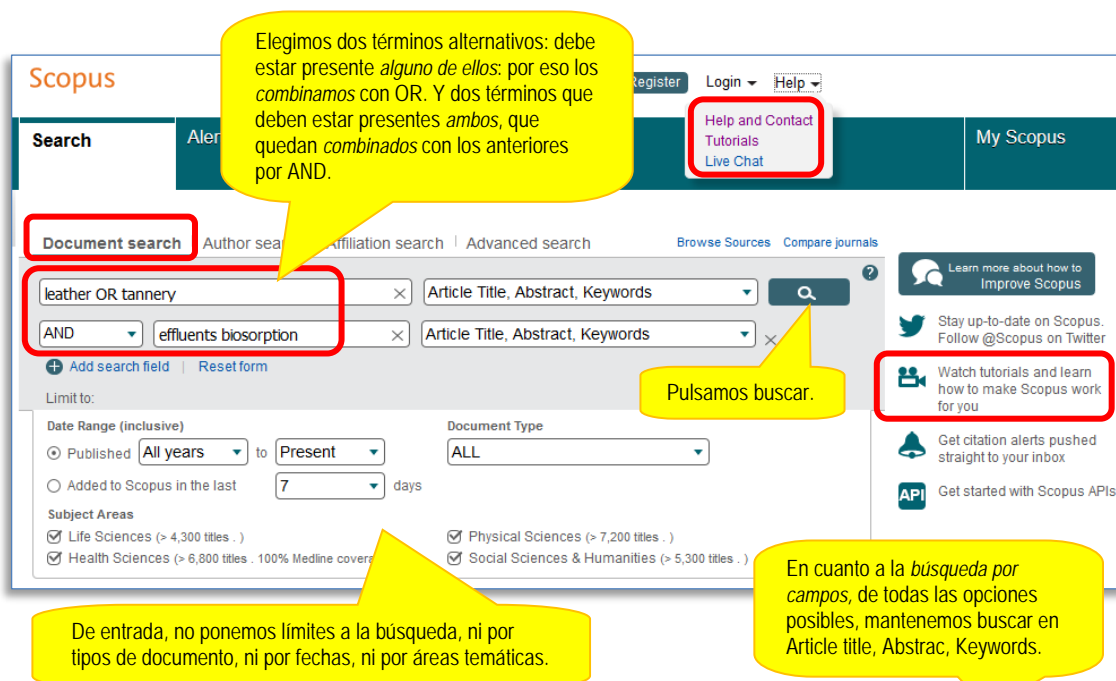 Elegimos dos términos alternativos: debe
estar presente alguno de ellos: por eso los
combinamos con OR. Y dos términos que
deben estar presentes ambos, que
quedan combinados con los anteriores
por AND.
Scopus
Register Login Help
Help and Contact
Tutorials
Live Chat
Search
My Scopus
Document search Author Affiliation search Advanced search
Browse Sources Compare journals
leather OR tannery
Article Title, Abstract, Keywords
AND
effluents biosorption
Article Title, Abstract, Keywords
Add search field | Reset form
Pulsamos buscar.
Limit to:
Date Range (inclusive)
Published All years to Present
Added to Scopus in the last 7 days
Document Type
ALL
Subject Areas
Life Sciences (> 4,300 titles . )
Physical Sciences (> 7,200 titles . )
Health Sciences (> 6,800 titles . 100% Medline
Social Sciences & Humanities (> 5,300 titles . )
Learn more about how to
Improve Scopus
Stay up-to-date on Scopus.
Follow @Scopus on Twitter
Watch tutorials and learn
how to make Scopus work
for you
Get citation alerts pushed
straight to your inbox
API
Get started with Scopus APIs
De entrada, no ponemos límites a la búsqueda, ni por
tipos de documento, ni por fechas, ni por áreas temáticas.
En cuanto a la búsqueda por
campos, de todas las opciones
posibles, mantenemos buscar en
Article title, Abstrac, Keywords.